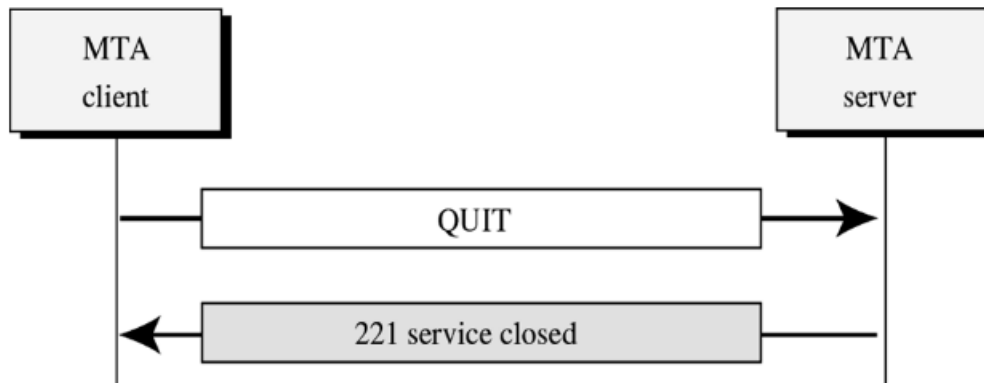 MTA
client
MTA
server
QUIT
221 service closed